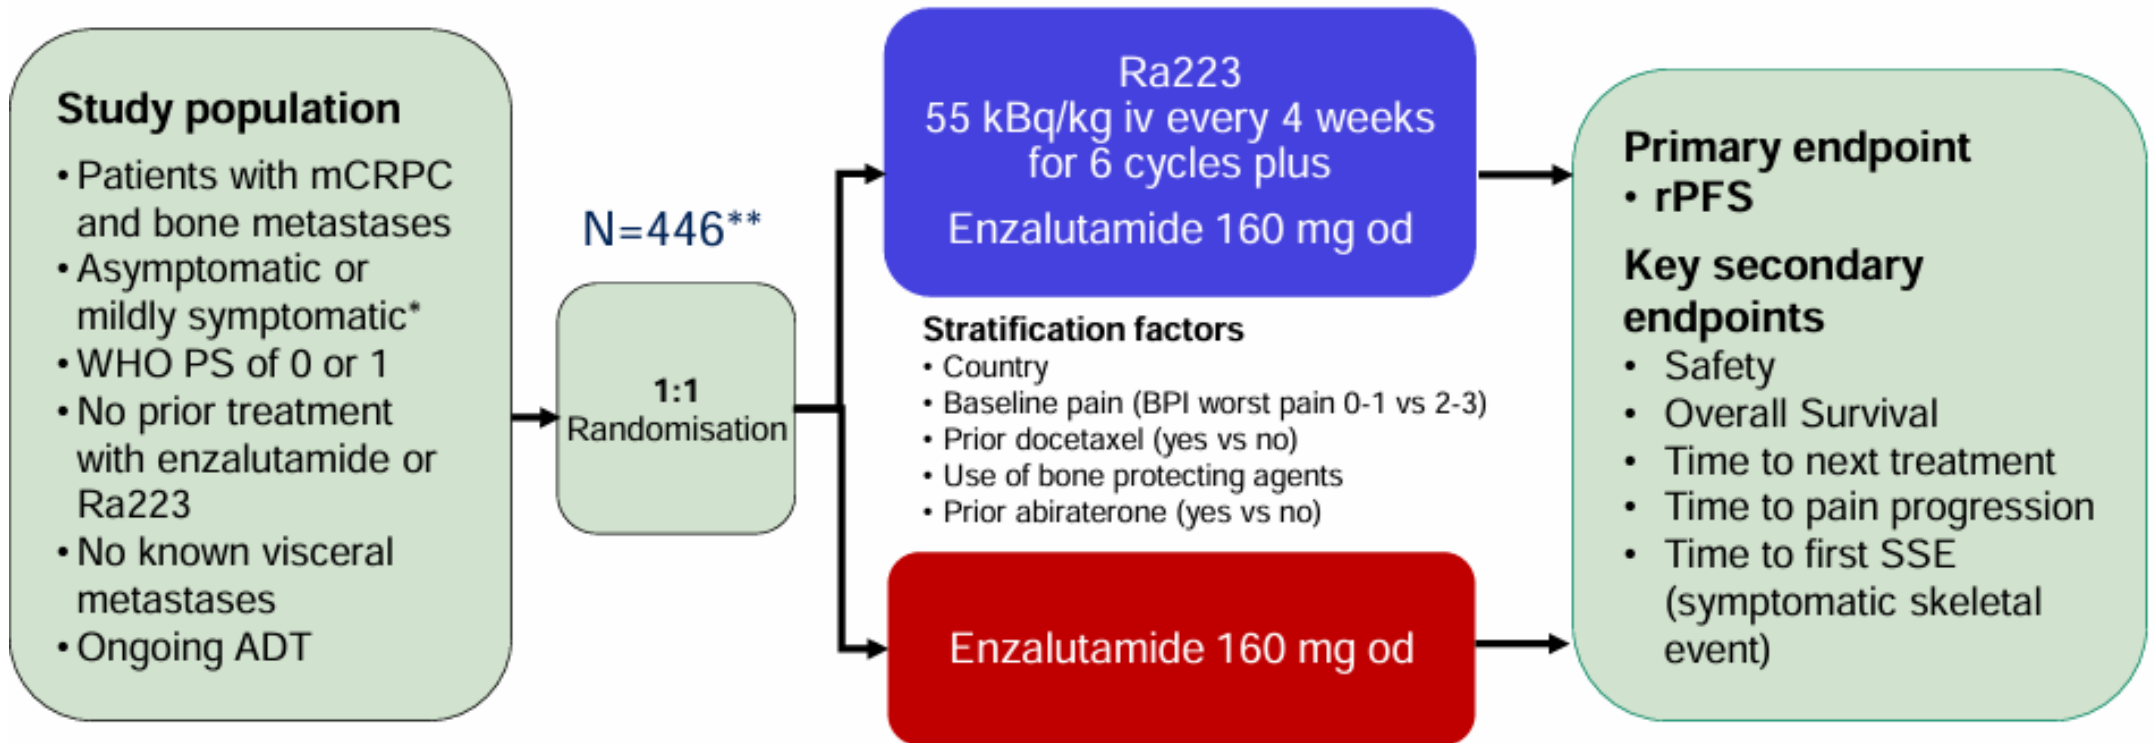 Study population
• Patients with mCRPC
and bone metastases
• Asymptomatic or
mildly symptomatic*
• WHO PS of 0 or 1
• No prior treatment
with enzalutamide or
Ra223
• No known visceral
metastases
• Ongoing ADT
N=446**
1:1
Randomisation
Ra223
55 kBq/kg iv every 4 weeks
for 6 cycles plus
Enzalutamide 160 mg od
Stratification factors
• Country
• Baseline pain (BPI worst pain 0-1 vs 2-3)
• Prior docetaxel (yes vs no)
• Use of bone protecting agents
• Prior abiraterone (yes vs no)
Enzalutamide 160 mg od
Primary endpoint
• rPFS
Key secondary
endpoints
• Safety
• Overall Survival
• Time to next treatment
• Time to pain progression
• Time to first SSE
(symptomatic skeletal
event)